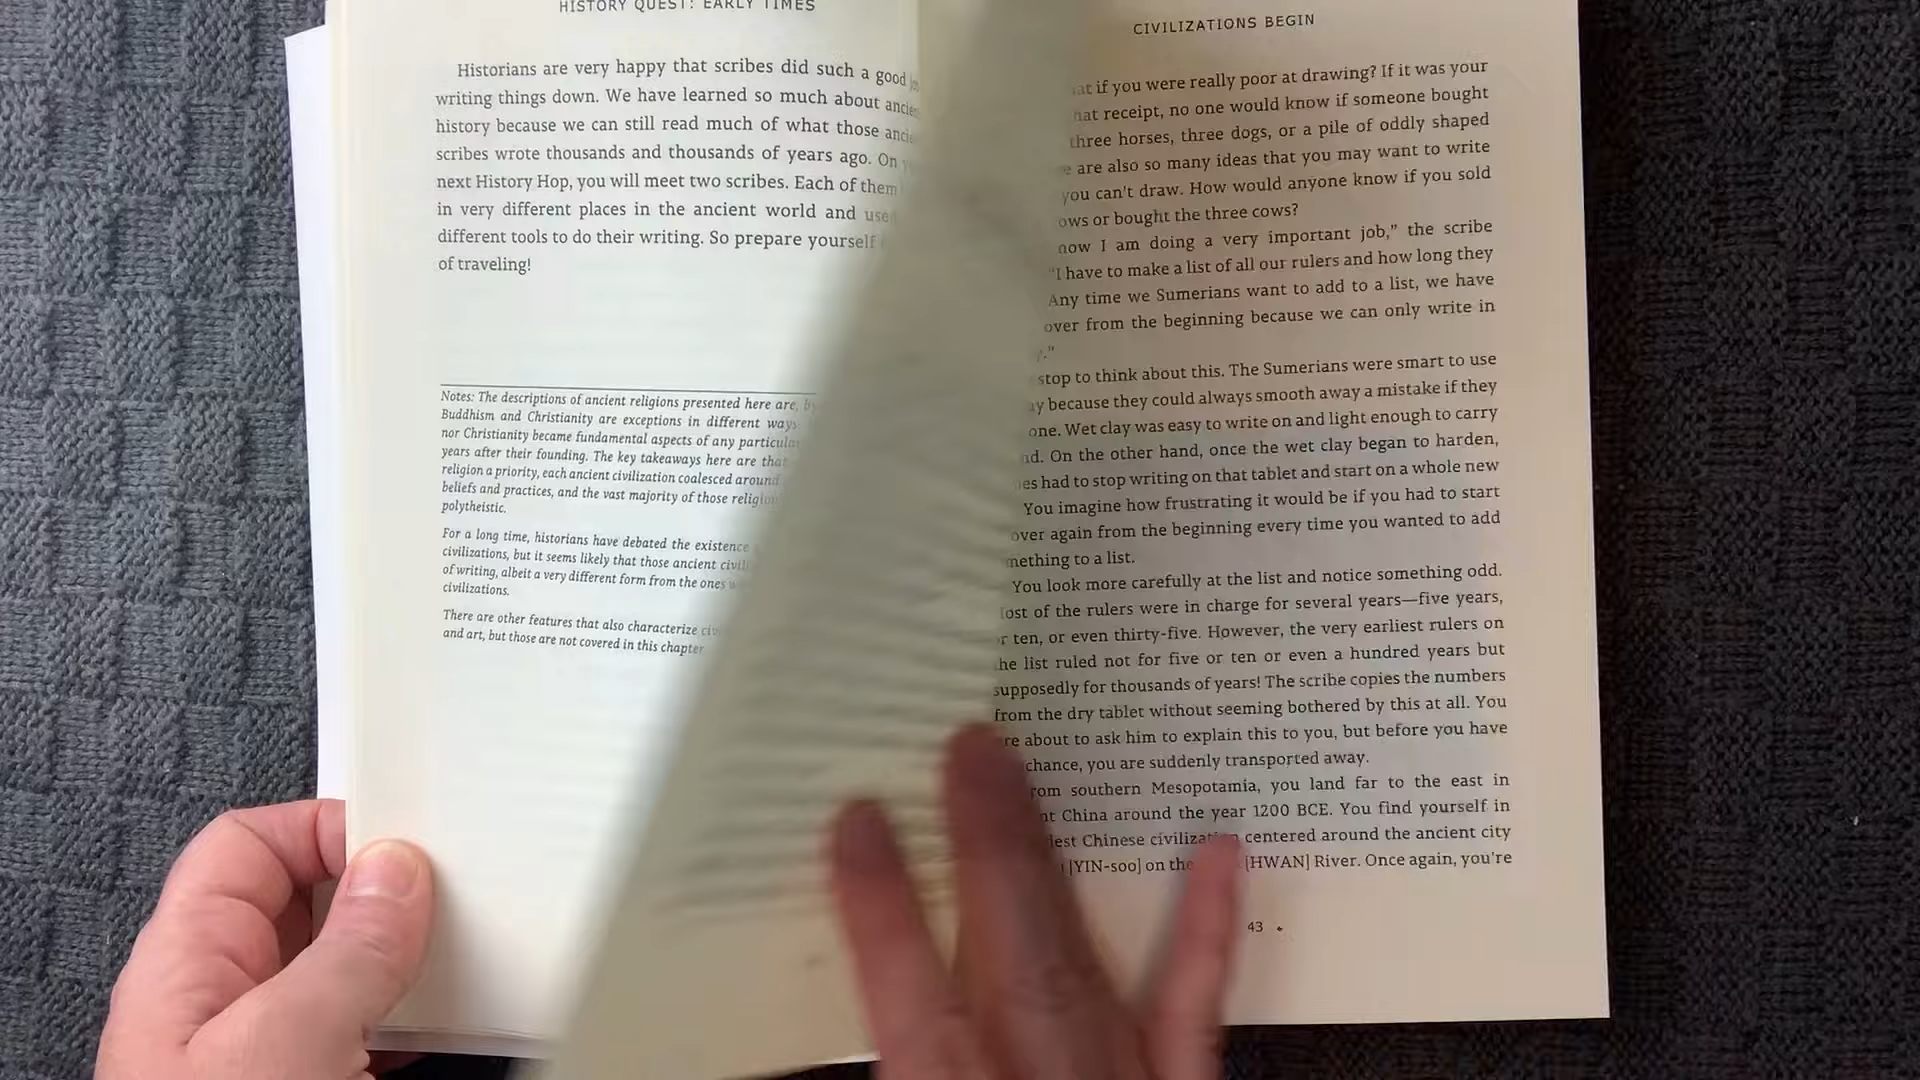 HISTORY QUEST: EARLY TIMES
Historians are very happy that scribes did such a good
writing things down. We have learned so much about
history because we can still read much of what those
scribes wrote thousands and thousands of years ago. On
next History Hop, you will meet two scribes. Each of them
in very different places in the ancient world and
different tools to do their writing. So prepare yourself
of traveling!
Notes: The descriptions of ancient religions presented here are,
Buddhism and Christianity are exceptions in different ways
nor Christianity became fundamental aspects of any
years after their founding. The key takeaways here are that
religion a priority, each ancient civilization coalesced around
beliefs and practices, and the vast majority of those
polytheistic.
For a long time, historians have debated the existence
civilizations, but it seems likely that those ancient
of writing, albeit a very different form from the ones
civilizations.
There are other features that also characterize
and art, but those are not covered in this chapter
CIVILIZATIONS BEGIN
if you were really poor at drawing? If it was your
receipt, no one would know if someone bought
three horses, three dogs, or a pile of oddly shaped
are also so many ideas that you may want to write
you can't draw. How would anyone know if you sold
or bought the three cows?
now I am doing a very important job,” the scribe
“I have to make a list of all our rulers and how long they
Any time we Sumerians want to add to a list, we have
over from the beginning because we can only write in
stop to think about this. The Sumerians were smart to use
because they could always smooth away a mistake if they
one. Wet clay was easy to write on and light enough to carry
On the other hand, once the wet clay began to harden,
had to stop writing on that tablet and start on a whole new
You imagine how frustrating it would be if you had to start
over again from the beginning every time you wanted to add
to a list.
You look more carefully at the list and notice something odd.
of the rulers were in charge for several years—five years,
ten, or even thirty-five. However, the very earliest rulers on
list ruled not for five or ten or even a hundred years but
supposedly for thousands of years! The scribe copies the numbers
from the dry tablet without seeming bothered by this at all. You
about to ask him to explain this to you, but before you have
chance, you are suddenly transported away.
southern Mesopotamia, you land far to the east in
China around the year 1200 BCE. You find yourself in
Chinese civilization centered around the ancient city
[YIN-soo] on the [HWAN] River. Once again, you're
43